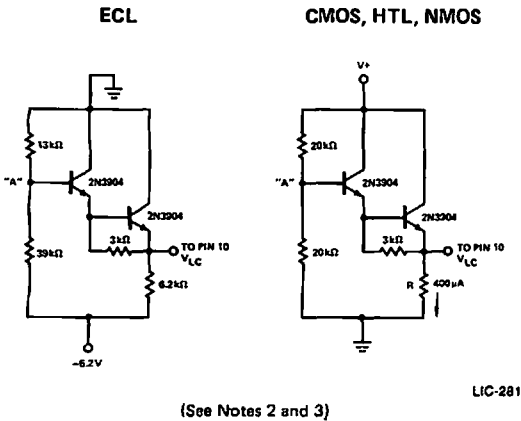 ECL
CMOS, HTL, NMOS
V+
13kΩ
20kΩ
"A"
2N3904
"A"
2N3904
2N3904
2N3904
39kΩ
3kΩ
TO PIN 10
VLC
20kΩ
3kΩ
TO PIN 10
VLC
6.2kΩ
R
400μA
-5.2V
LIC-281
(See Notes 2 and 3)